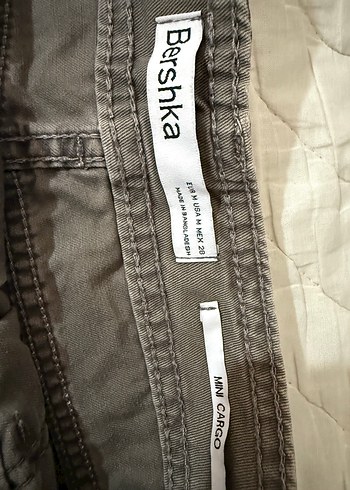 Bershka
EUR M USA M MEX 28
MADE IN BANGLADESH
MINI CARGO